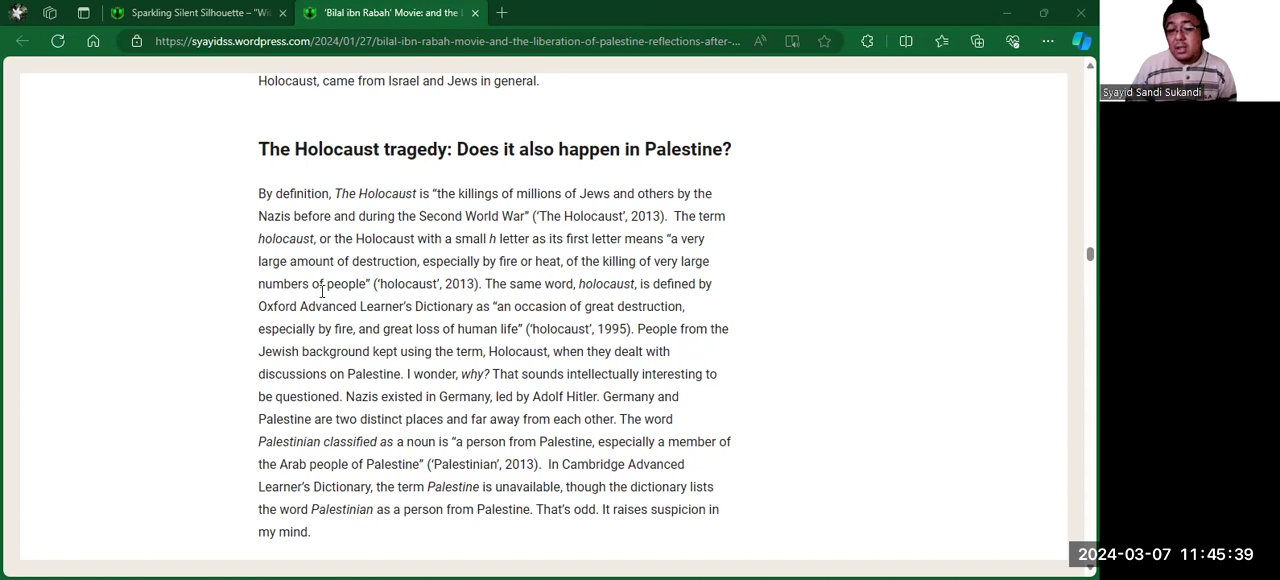 Sparkling Silent Silhouette – "Wi
'Bilal ibn Rabah' Movie: and the L
https://syayidss.wordpress.com/2024/01/27/bilal-ibn-rabah-movie-and-the-liberation-of-palestine-reflections-after-...
Syayid Sandi Sukandi
Holocaust, came from Israel and Jews in general.
The Holocaust tragedy: Does it also happen in Palestine?
By definition, The Holocaust is “the killings of millions of Jews and others by the
Nazis before and during the Second World War” (‘The Holocaust’, 2013).  The term
holocaust, or the Holocaust with a small h letter as its first letter means “a very
large amount of destruction, especially by fire or heat, of the killing of very large
numbers of people” (‘holocaust’, 2013). The same word, holocaust, is defined by
Oxford Advanced Learner’s Dictionary as “an occasion of great destruction,
especially by fire, and great loss of human life” (‘holocaust’, 1995). People from the
Jewish background kept using the term, Holocaust, when they dealt with
discussions on Palestine. I wonder, why? That sounds intellectually interesting to
be questioned. Nazis existed in Germany, led by Adolf Hitler. Germany and
Palestine are two distinct places and far away from each other. The word
Palestinian classified as a noun is “a person from Palestine, especially a member of
the Arab people of Palestine” (‘Palestinian’, 2013).  In Cambridge Advanced
Learner’s Dictionary, the term Palestine is unavailable, though the dictionary lists
the word Palestinian as a person from Palestine. That’s odd. It raises suspicion in
my mind.
2024-03-07 11:45:39